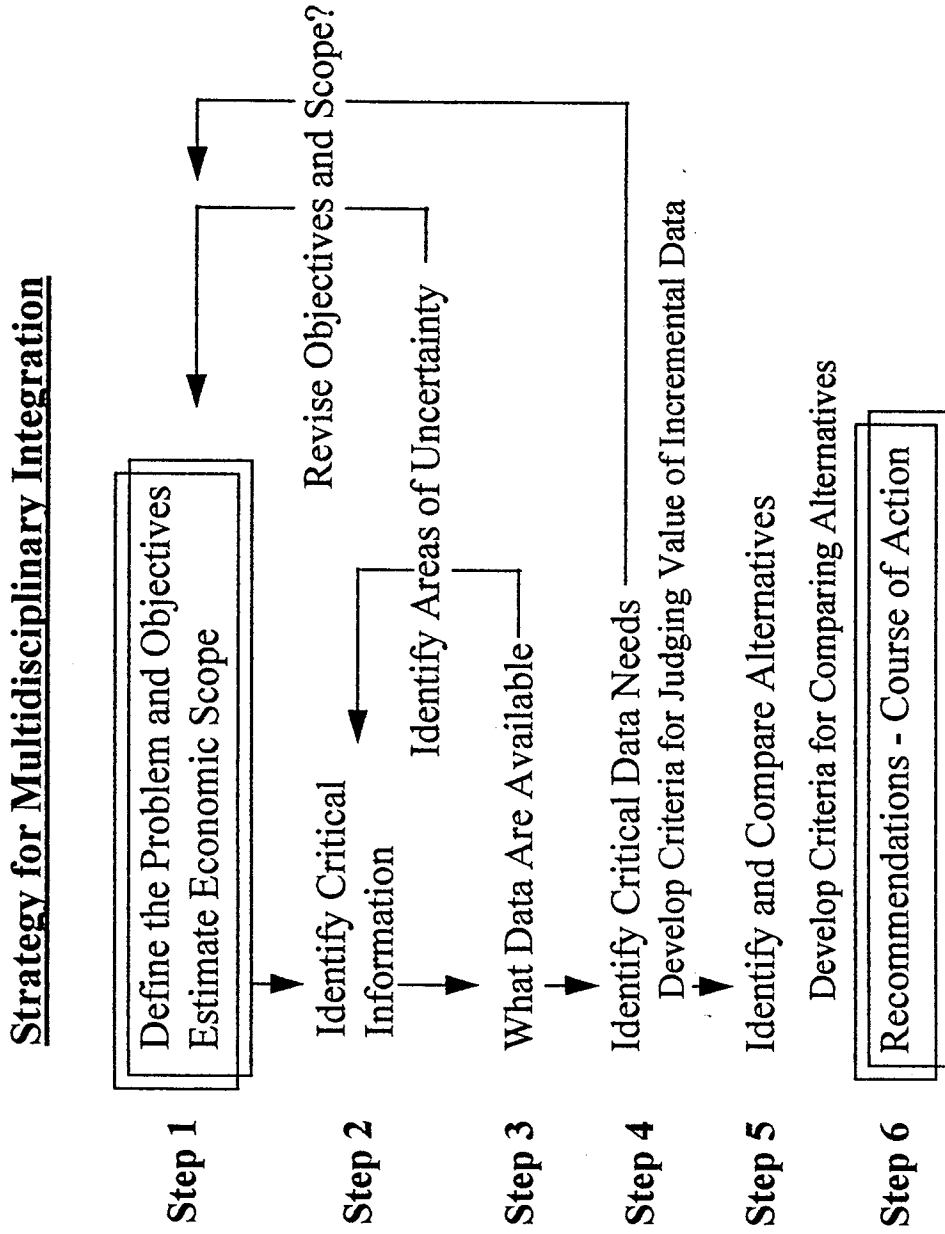 Strategy for Multidisciplinary Integration
Step 1
Define the Problem and Objectives
Estimate Economic Scope
Revise Objectives and Scope?
Step 2
Identify Critical
Information
Identify Areas of Uncertainty
Step 3
What Data Are Available
Step 4
Identify Critical Data Needs
Develop Criteria for Judging Value of Incremental Data
Step 5
Identify and Compare Alternatives
Develop Criteria for Comparing Alternatives
Step 6
Recommendations - Course of Action